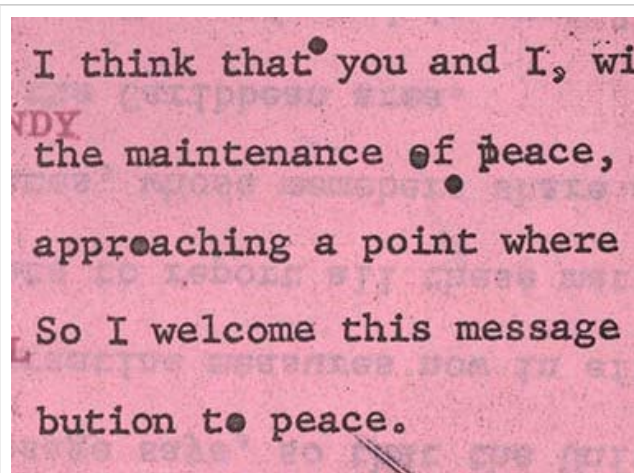 I think that you and I, wi
NDY
the maintenance of peace,
approaching a point where
So I welcome this message
L
bution to peace.